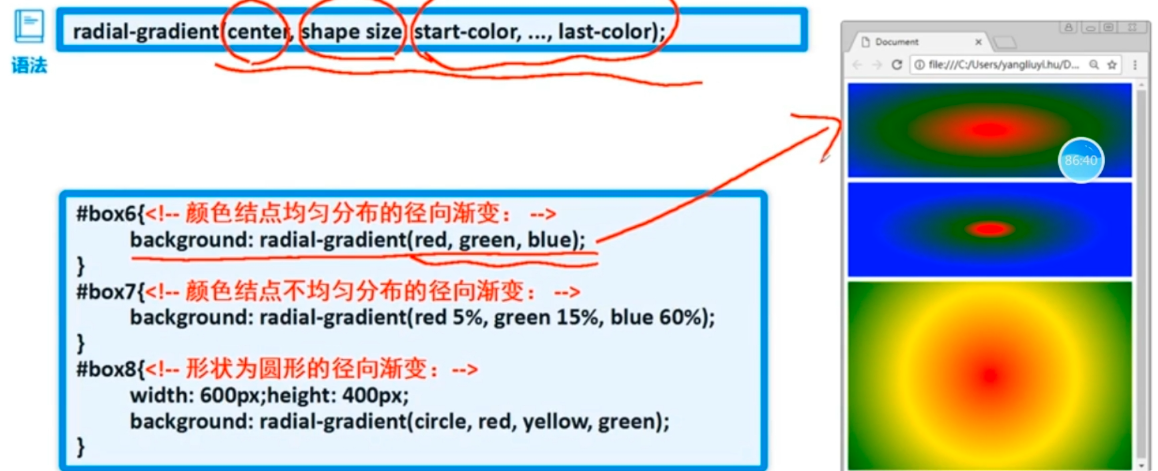 radial-gradient(center, shape size, start-color, ..., last-color);
语法
#box6{<!-- 颜色结点均匀分布的径向渐变： -->
background: radial-gradient(red, green, blue);
}
#box7{<!-- 颜色结点不均匀分布的径向渐变： -->
background: radial-gradient(red 5%, green 15%, blue 60%);
}
#box8{<!-- 形状为圆形的径向渐变：-->
width: 600px;height: 400px;
background: radial-gradient(circle, red, yellow, green);
}
Document
file:///C:/Users/yangliuyi.hu/D...
86:40